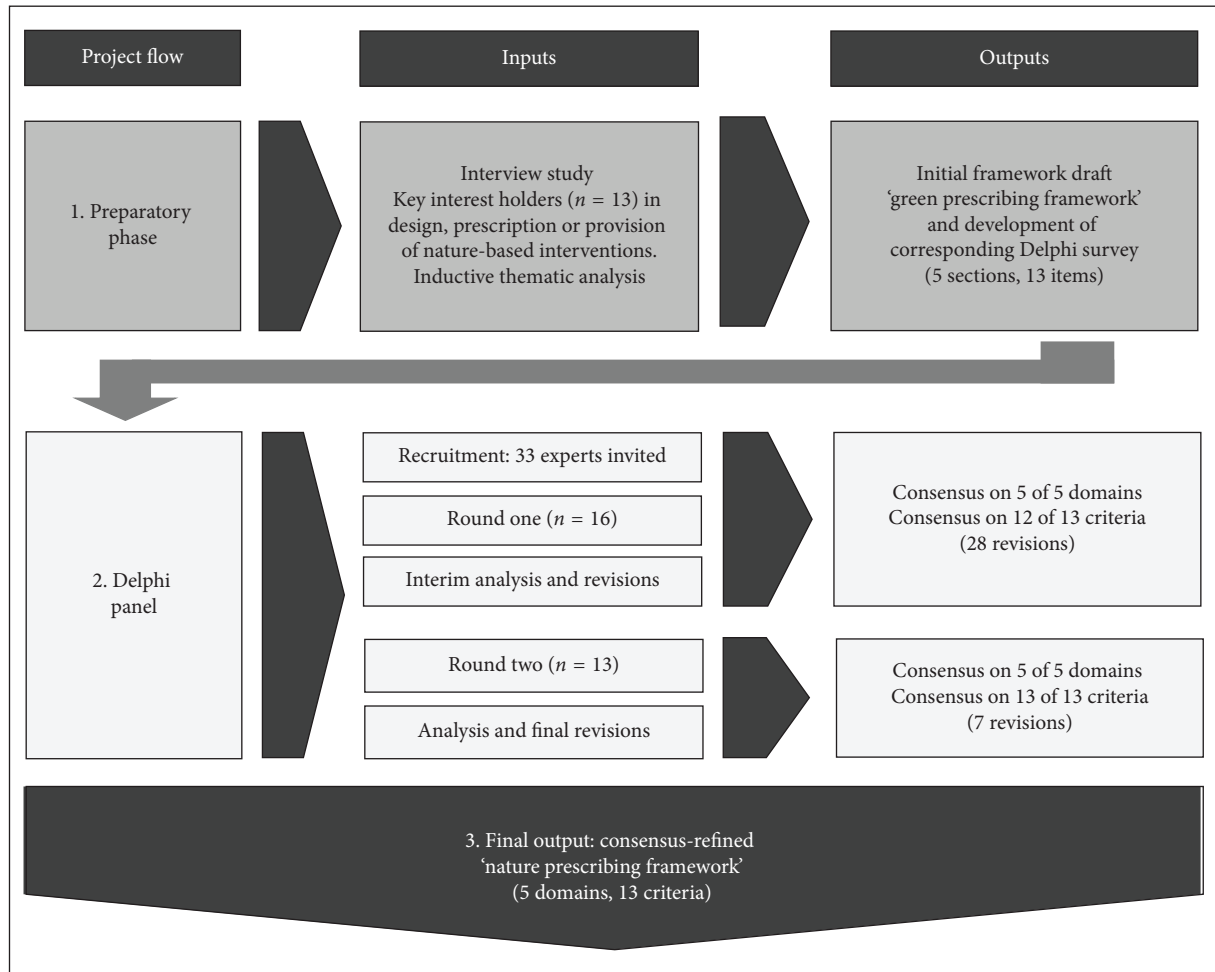 Project flow
Inputs
Outputs
1. Preparatory
phase
Interview study
Key interest holders (n = 13) in
design, prescription or provision
of nature-based interventions.
Inductive thematic analysis
Initial framework draft
‘green prescribing framework’
and development of
corresponding Delphi survey
(5 sections, 13 items)
2. Delphi
panel
Recruitment: 33 experts invited
Round one (n = 16)
Interim analysis and revisions
Consensus on 5 of 5 domains
Consensus on 12 of 13 criteria
(28 revisions)
Round two (n = 13)
Analysis and final revisions
Consensus on 5 of 5 domains
Consensus on 13 of 13 criteria
(7 revisions)
3. Final output: consensus-refined
‘nature prescribing framework’
(5 domains, 13 criteria)